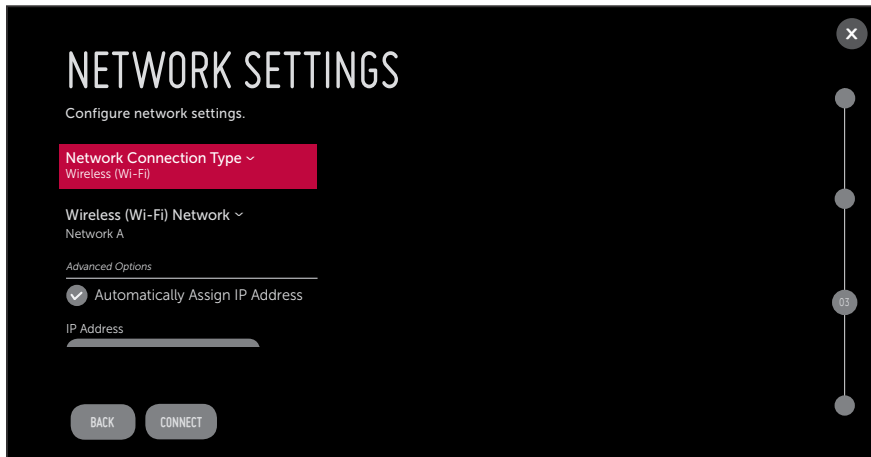 X
NETWORK SETTINGS
Configure network settings.
Network Connection Type
Wireless (Wi-Fi)
Wireless (Wi-Fi) Network
Network A
Advanced Options
Automatically Assign IP Address
03
IP Address
BACK CONNECT